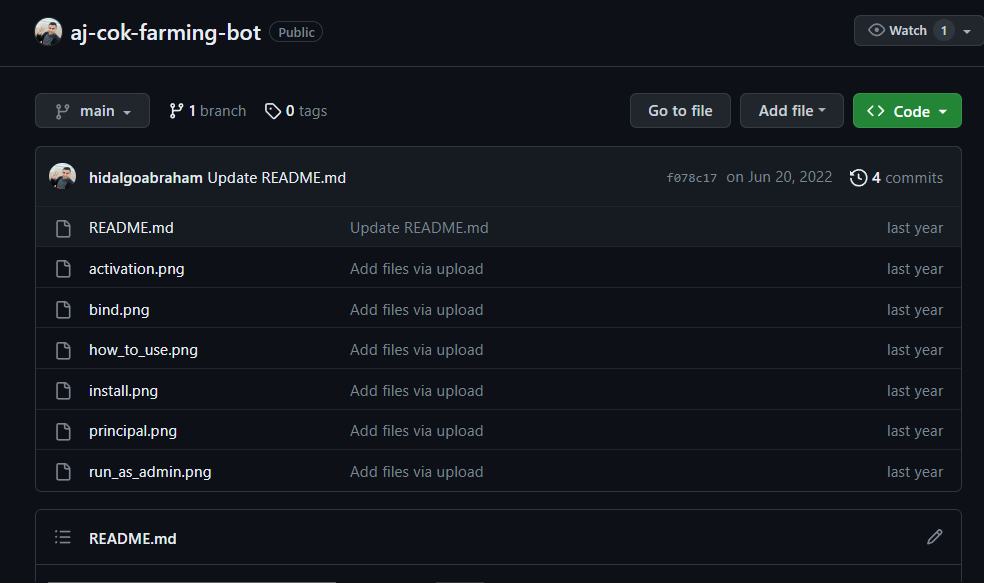 aj-cok-farming-bot Public Watch 1
main 1 branch 0 tags Go to file Add file Code
hidalgoabraham Update README.md f078c17 on Jun 20, 2022 4 commits
README.md Update README.md last year
activation.png Add files via upload last year
bind.png Add files via upload last year
how_to_use.png Add files via upload last year
install.png Add files via upload last year
principal.png Add files via upload last year
run_as_admin.png Add files via upload last year
README.md